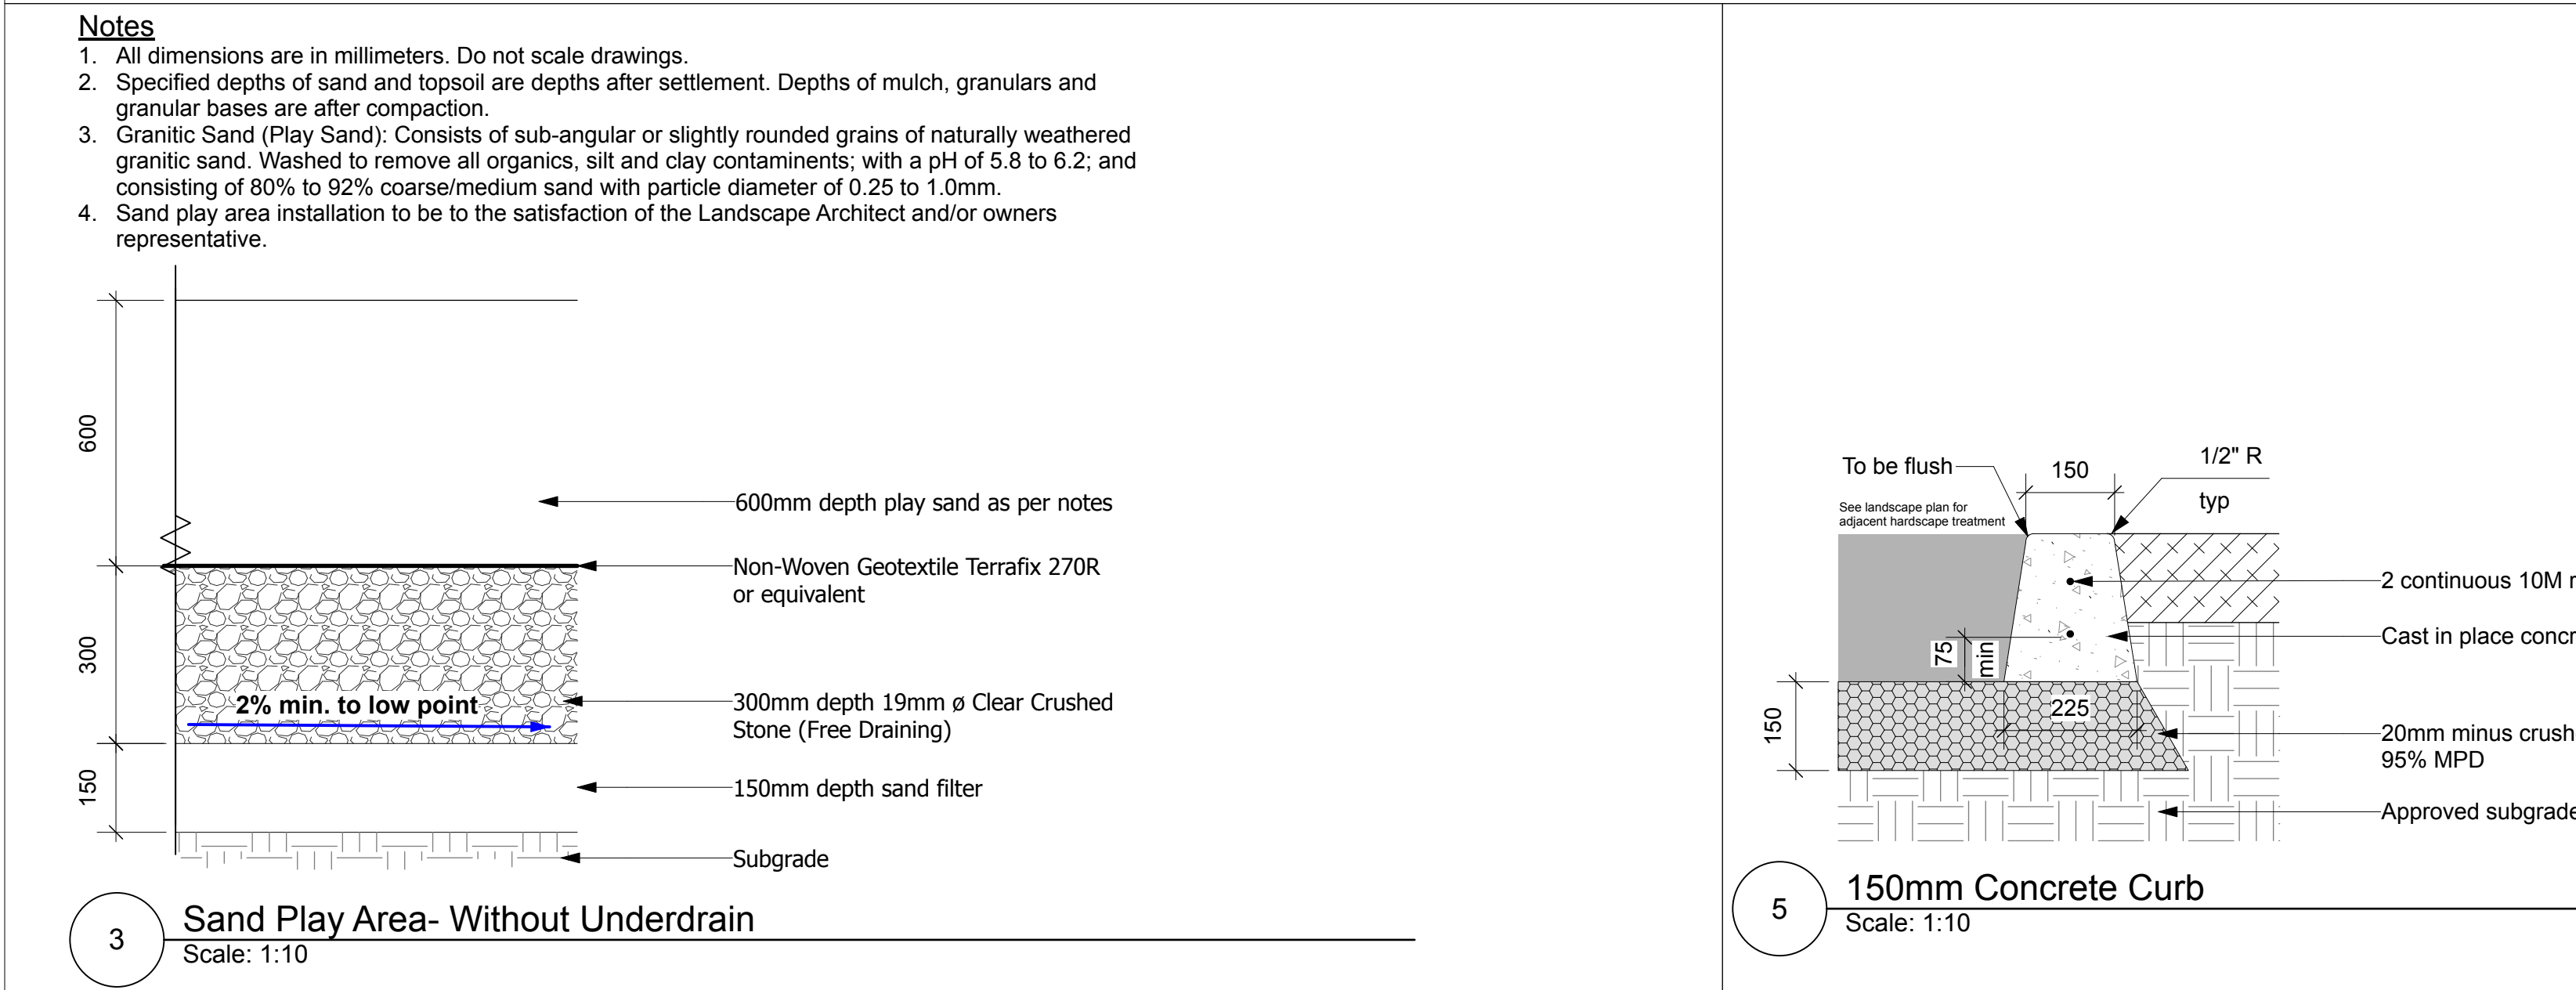 Notes
1. All dimensions are in millimeters. Do not scale drawings.
2. Specified depths of sand and topsoil are depths after settlement. Depths of mulch, granulars and
granular bases are after compaction.
3. Granitic Sand (Play Sand): Consists of sub-angular or slightly rounded grains of naturally weathered
granitic sand. Washed to remove all organics, silt and clay contaminents; with a pH of 5.8 to 6.2; and
consisting of 80% to 92% coarse/medium sand with particle diameter of 0.25 to 1.0mm.
4. Sand play area installation to be to the satisfaction of the Landscape Architect and/or owners
representative.
600
300
150
600mm depth play sand as per notes
Non-Woven Geotextile Terrafix 270R
or equivalent
2% min. to low point
300mm depth 19mm ø Clear Crushed
Stone (Free Draining)
150mm depth sand filter
Subgrade
3
Sand Play Area- Without Underdrain
Scale: 1:10
To be flush
150
1/2" R
typ
See landscape plan for
adjacent hardscape treatment
2 continuous 10M
Cast in place
75
min
225
150
20mm minus
95% MPD
Approved
5
150mm Concrete Curb
Scale: 1:10